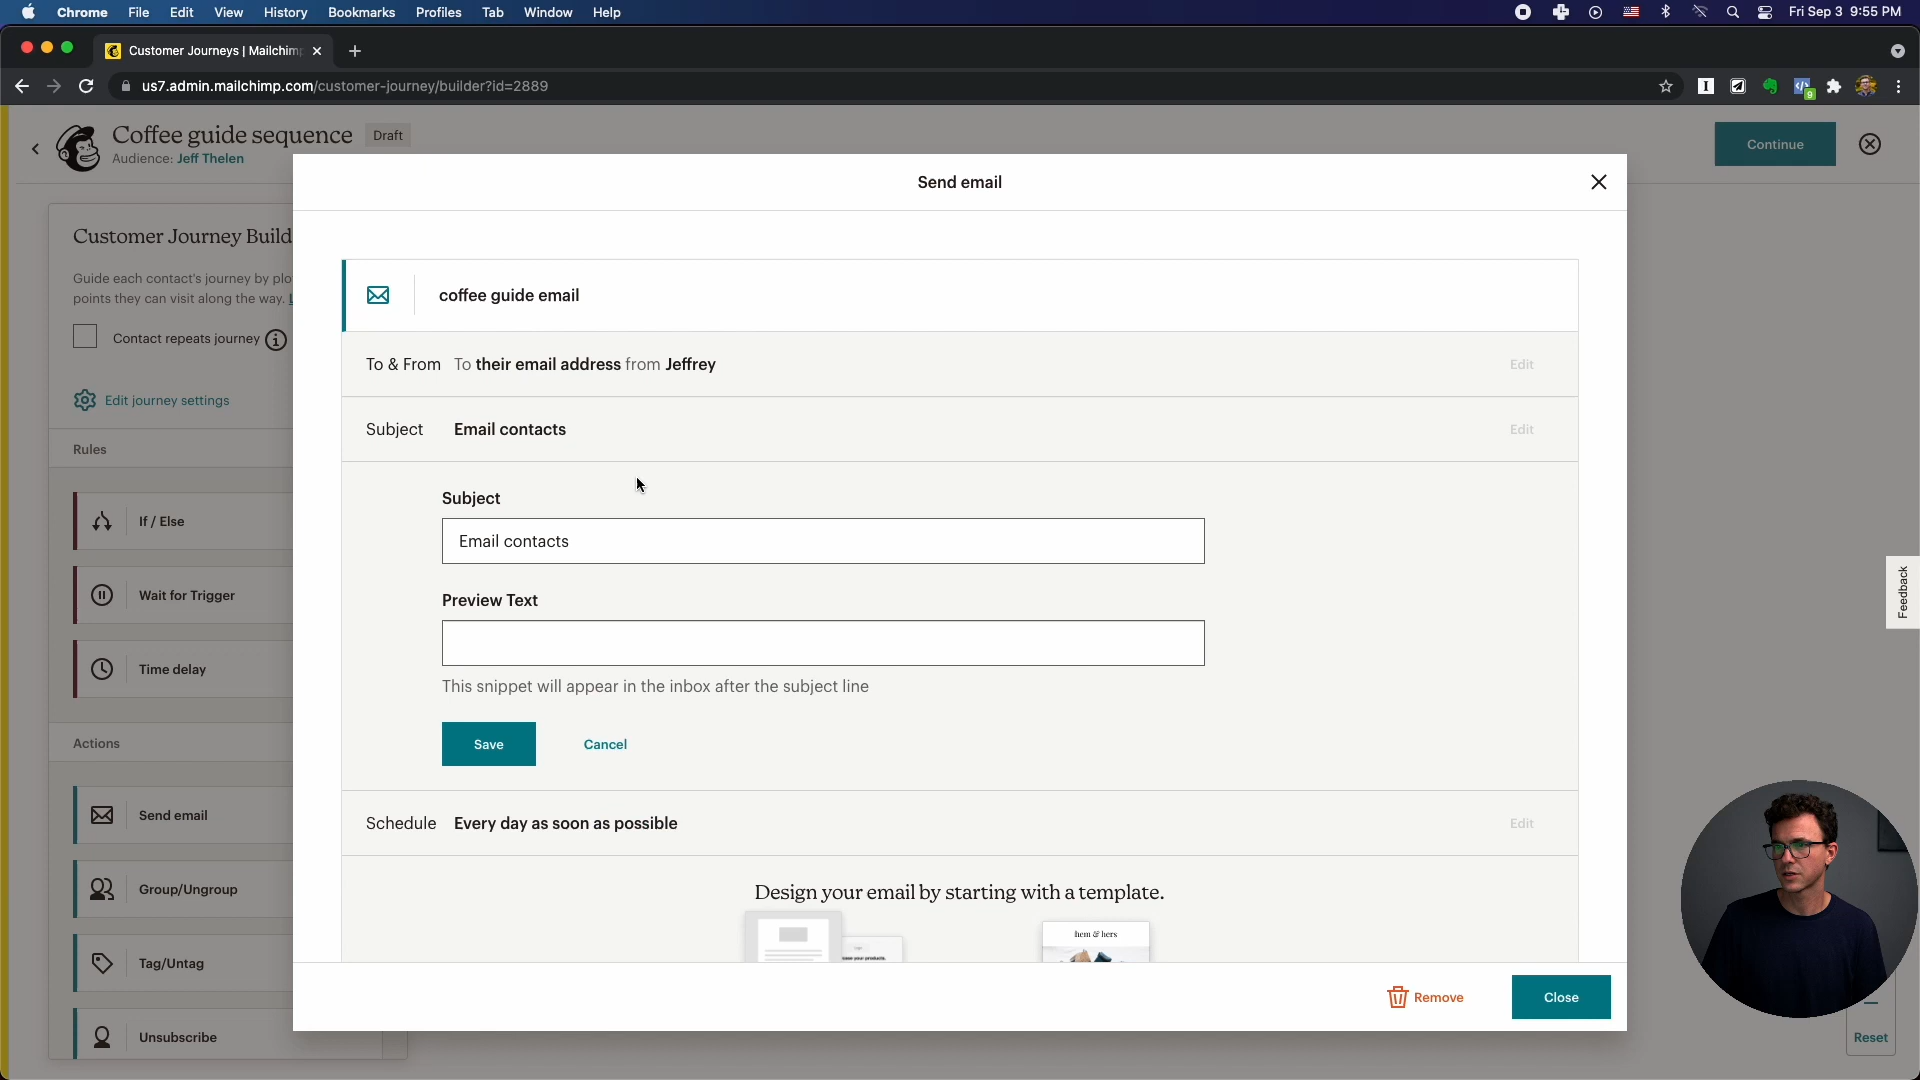 Chrome File Edit View History Bookmarks Profiles Tab Window Help Fri Sep 3 9:55 PM
Customer Journeys | Mailchim
us7.admin.mailchimp.com/customer-journey/builder?id=2889
9
Coffee guide sequence Draft
Audience: Jeff Thelen
Continue
Send email
Customer Journey Build
Guide each contact's journey by plo
points they can visit along the way.
Contact repeats journey
Edit journey settings
Rules
If / Else
Wait for Trigger
Time delay
Actions
Send email
Group/Ungroup
Tag/Untag
Unsubscribe
coffee guide email
To & From To their email address from Jeffrey Edit
Subject Email contacts Edit
Subject
Email contacts
Preview Text
This snippet will appear in the inbox after the subject line
Save Cancel
Schedule Every day as soon as possible Edit
Design your email by starting with a template.
hem & hers
Remove Close
Feedback
Reset